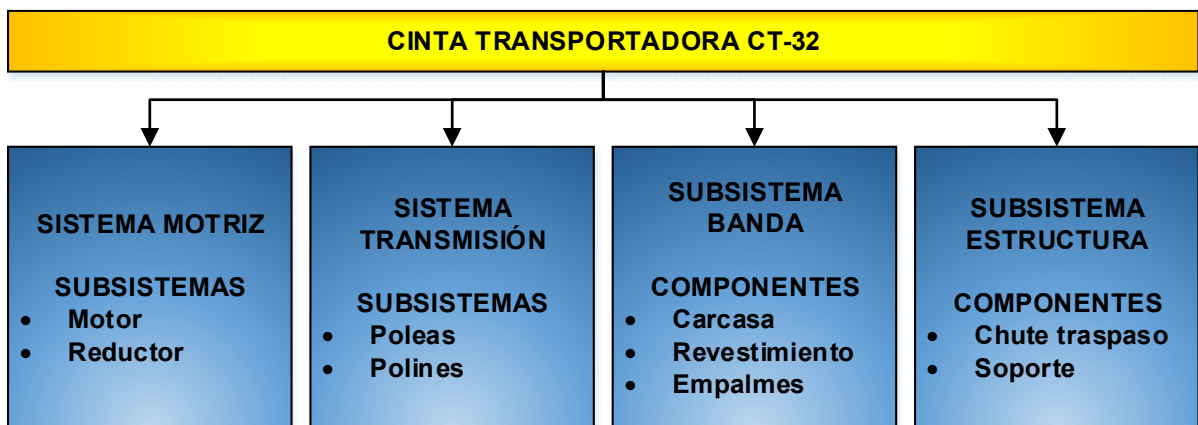 CINTA TRANSPORTADORA CT-32
SISTEMA MOTRIZ
SUBSISTEMAS
• Motor
• Reductor
SISTEMA
TRANSMISIÓN
SUBSISTEMAS
• Poleas
• Polines
SUBSISTEMA
BANDA
COMPONENTES
• Carcasa
• Revestimiento
• Empalmes
SUBSISTEMA
ESTRUCTURA
COMPONENTES
• Chute traspaso
• Soporte